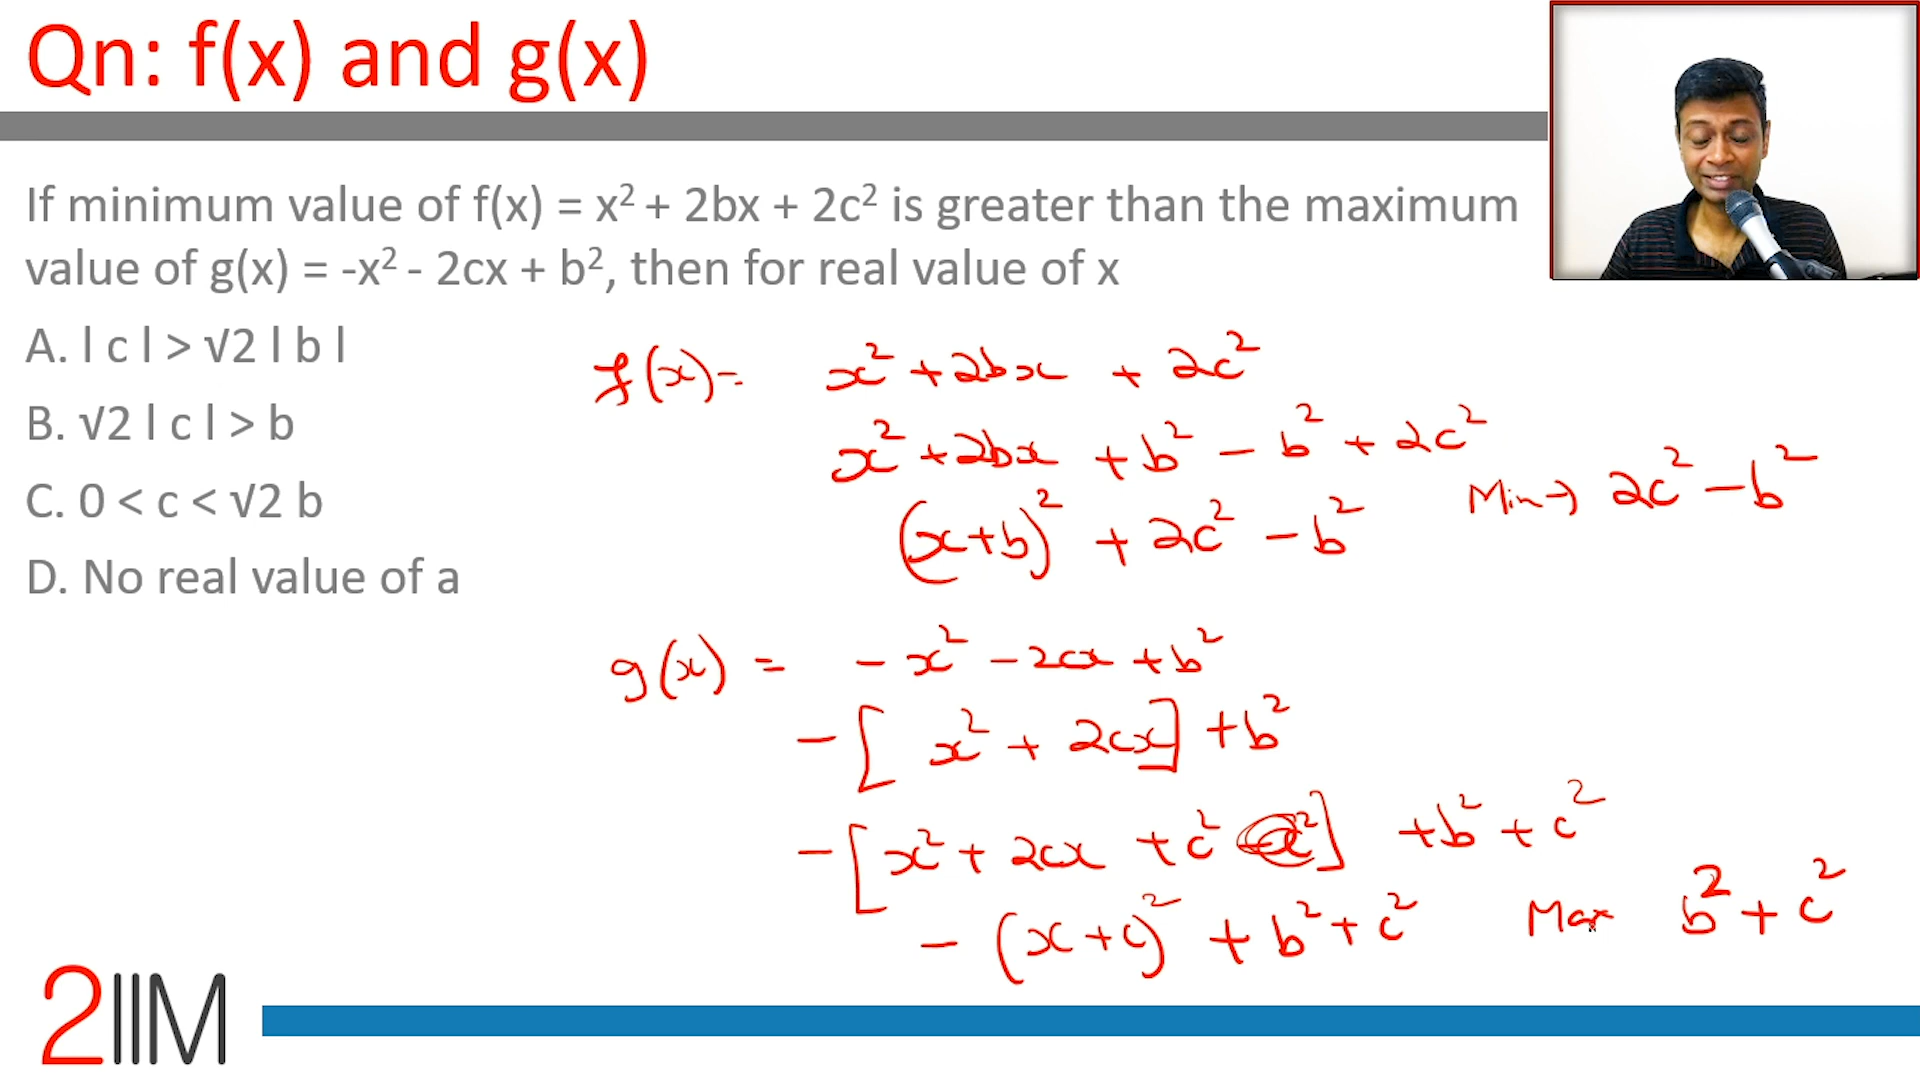 Qn: f(x) and g(x)
If minimum value of f(x) = x² + 2bx + 2c² is greater than the maximum
value of g(x) = -x² - 2cx + b², then for real value of x
A. l c l > √2 l b l
B. √2 l c l > b
C. 0 < c < √2 b
D. No real value of a
f(x) = x² + 2bx + 2c²
x² + 2bx + b² - b² + 2c²
(x+b)² + 2c² - b² Min → 2c² - b²
g(x) = - x² - 2cx + b²
- [ x² + 2cx ] + b²
- [ x² + 2cx + c² ] + b² + c²
- (x+c)² + b² + c² Max b² + c²
2IIM